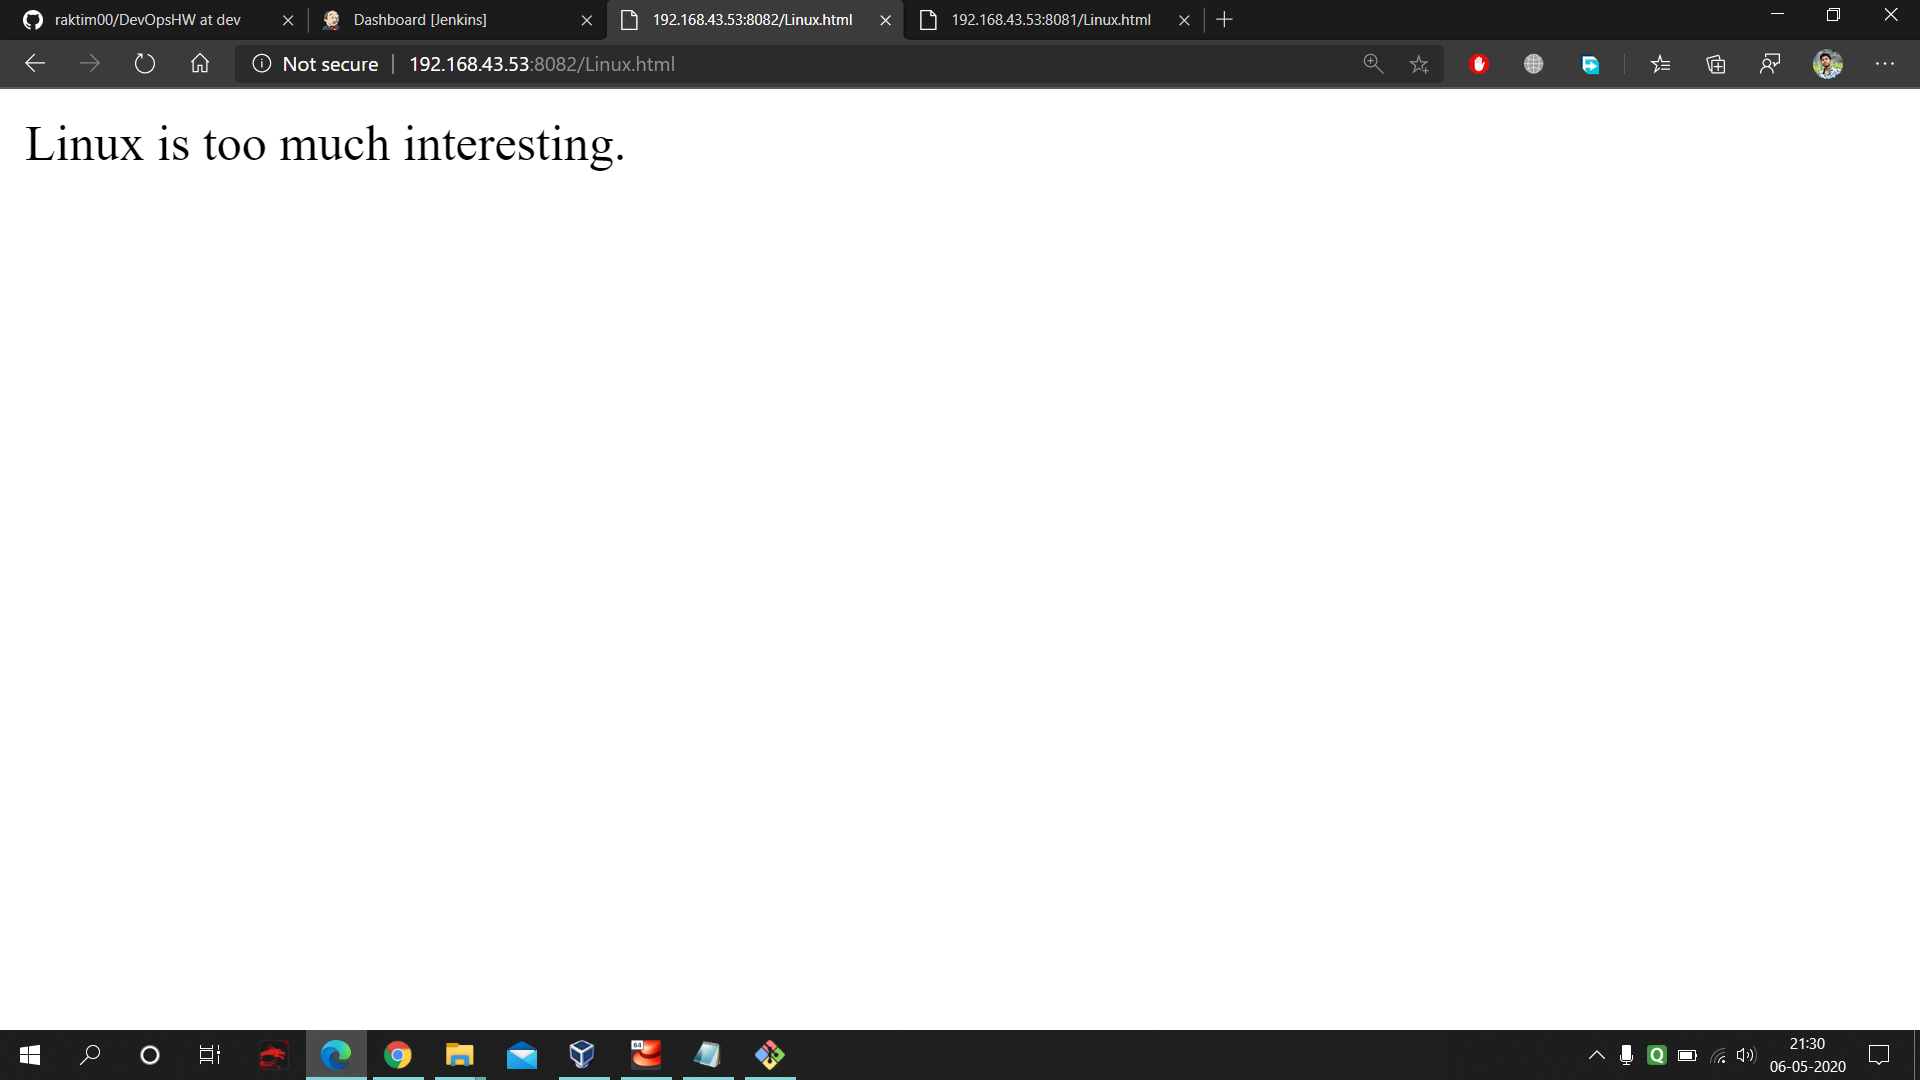 raktim00/DevOpsHW at dev
Dashboard [Jenkins]
192.168.43.53:8082/Linux.html
192.168.43.53:8081/Linux.html
Not secure
192.168.43.53:8082/Linux.html
Linux is too much interesting.
64
Q
21:30
06-05-2020